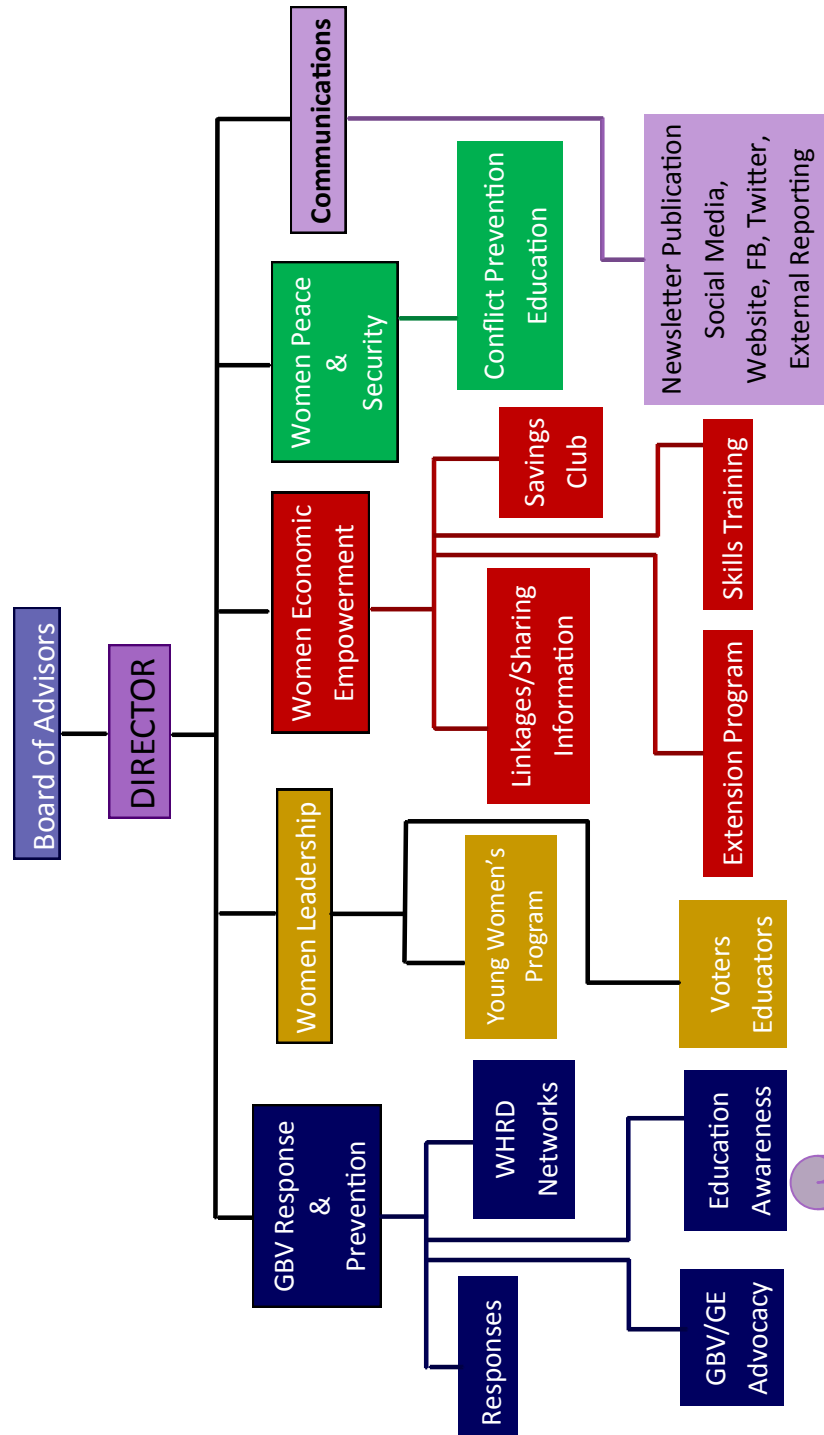 Board of Advisors
DIRECTOR
GBV Response
&
Prevention
Women Leadership
Women Economic
Empowerment
Women Peace
&
Security
Communications
Responses
WHRD
Networks
GBV/GE
Advocacy
Education
Awareness
Young Women’s
Program
Voters
Educators
Linkages/Sharing
Information
Savings
Club
Extension Program
Skills Training
Conflict Prevention
Education
Newsletter Publication
Social Media,
Website, FB, Twitter,
External Reporting